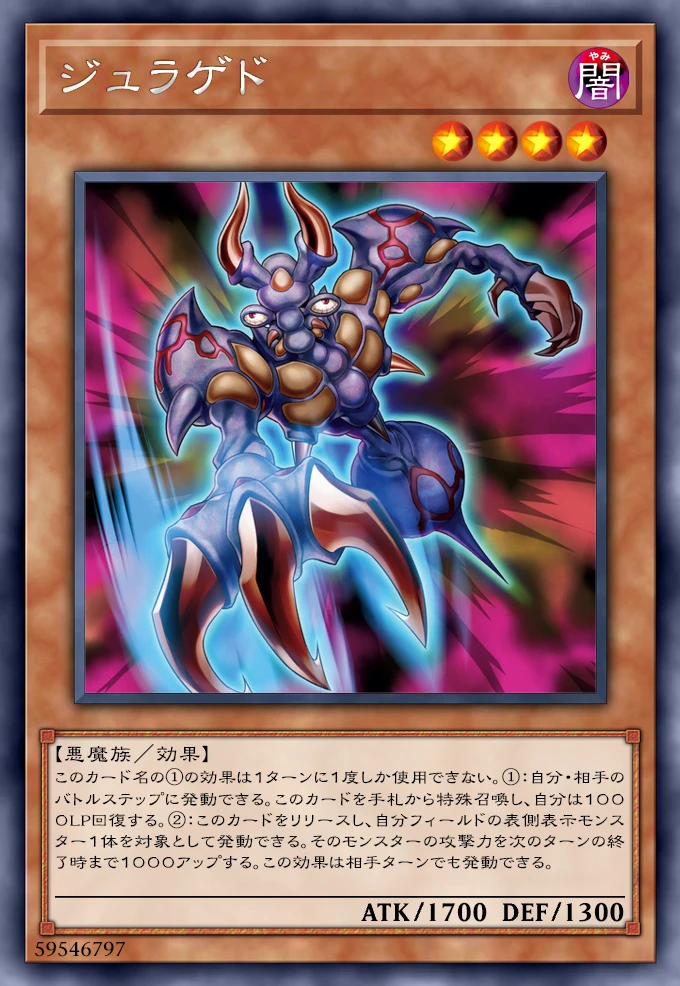 ジュラゲド
やみ
闇
【悪魔族／効果】
このカード名の①の効果は１ターンに１度しか使用できない。①：自分・相手の
バトルステップに発動できる。このカードを手札から特殊召喚し、自分は１００
０LP回復する。②：このカードをリリースし、自分フィールドの表側表示モンス
ター１体を対象として発動できる。そのモンスターの攻撃力を次のターンの終
了時まで１０００アップする。この効果は相手ターンでも発動できる。
ATK/1700 DEF/1300
59546797